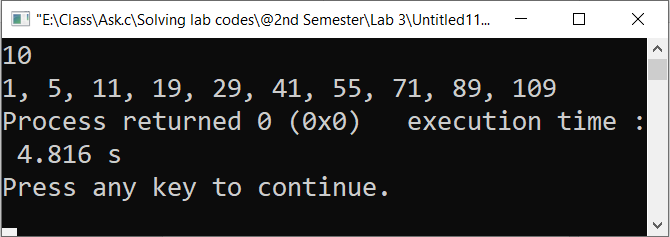 "E:\Class\Ask.c\Solving lab codes\@2nd Semester\Lab 3\Untitled11...
10
1, 5, 11, 19, 29, 41, 55, 71, 89, 109
Process returned 0 (0x0)   execution time :
 4.816 s
Press any key to continue.